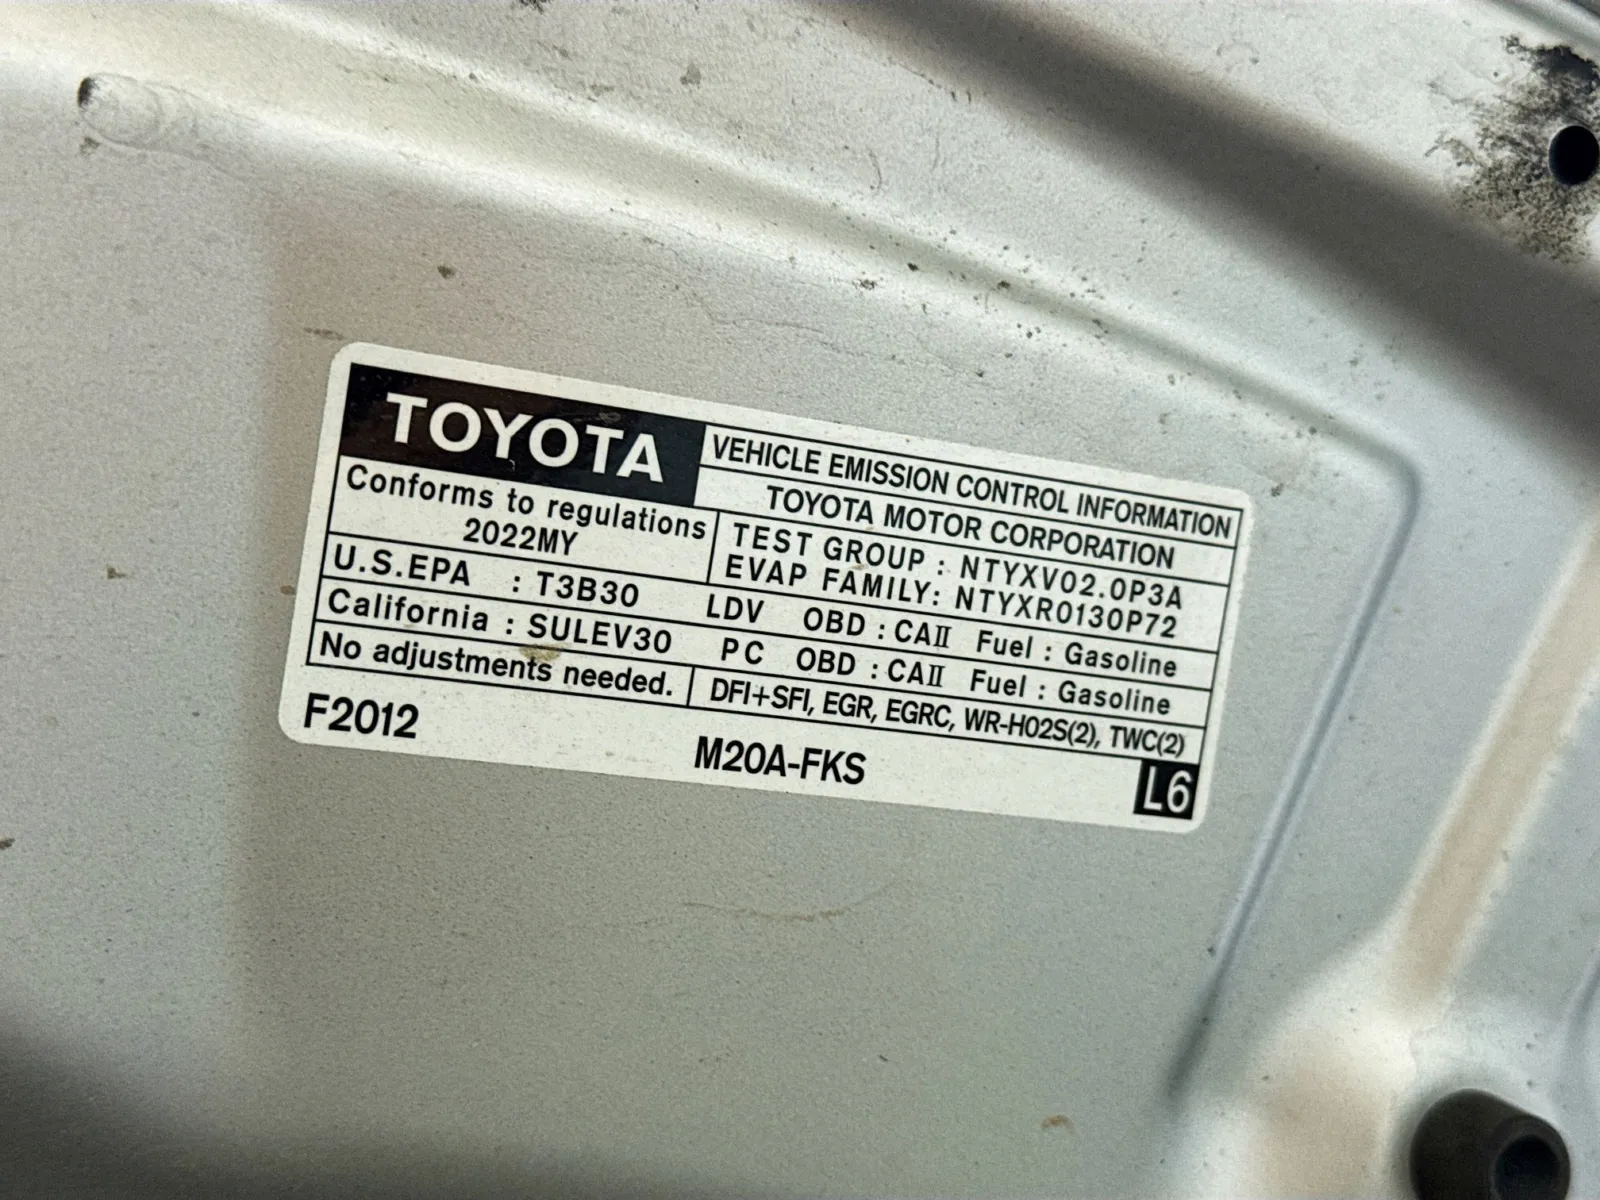 TOYOTA
VEHICLE EMISSION CONTROL INFORMATION
TOYOTA MOTOR CORPORATION
Conforms to regulations
2022MY
TEST GROUP : NTYXV02.0P3A
EVAP FAMILY: NTYXR0130P72
U.S.EPA : T3B30 LDV OBD : CAII Fuel : Gasoline
California : SULEV30 PC OBD : CAII Fuel : Gasoline
No adjustments needed.
DFI+SFI, EGR, EGRC, WR-HO2S(2), TWC(2)
F2012
M20A-FKS
L6